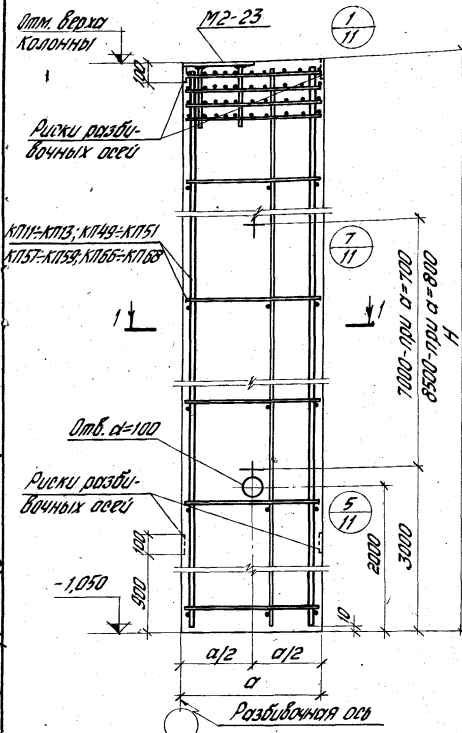 Отм. верха
колонны
М2-23
1
11
100
Риски разби-
вочных осей
КП11÷КП13; КП49÷КП51
КП57÷КП59; КП66÷КП68
7
11
1
1
7000-при a=700
8500-при a=800
H
Отв. d=100
Риски разби-
вочных осей
5
11
100
900
2000
3000
-1,050
10
a/2
a/2
a
Разбивочная ось